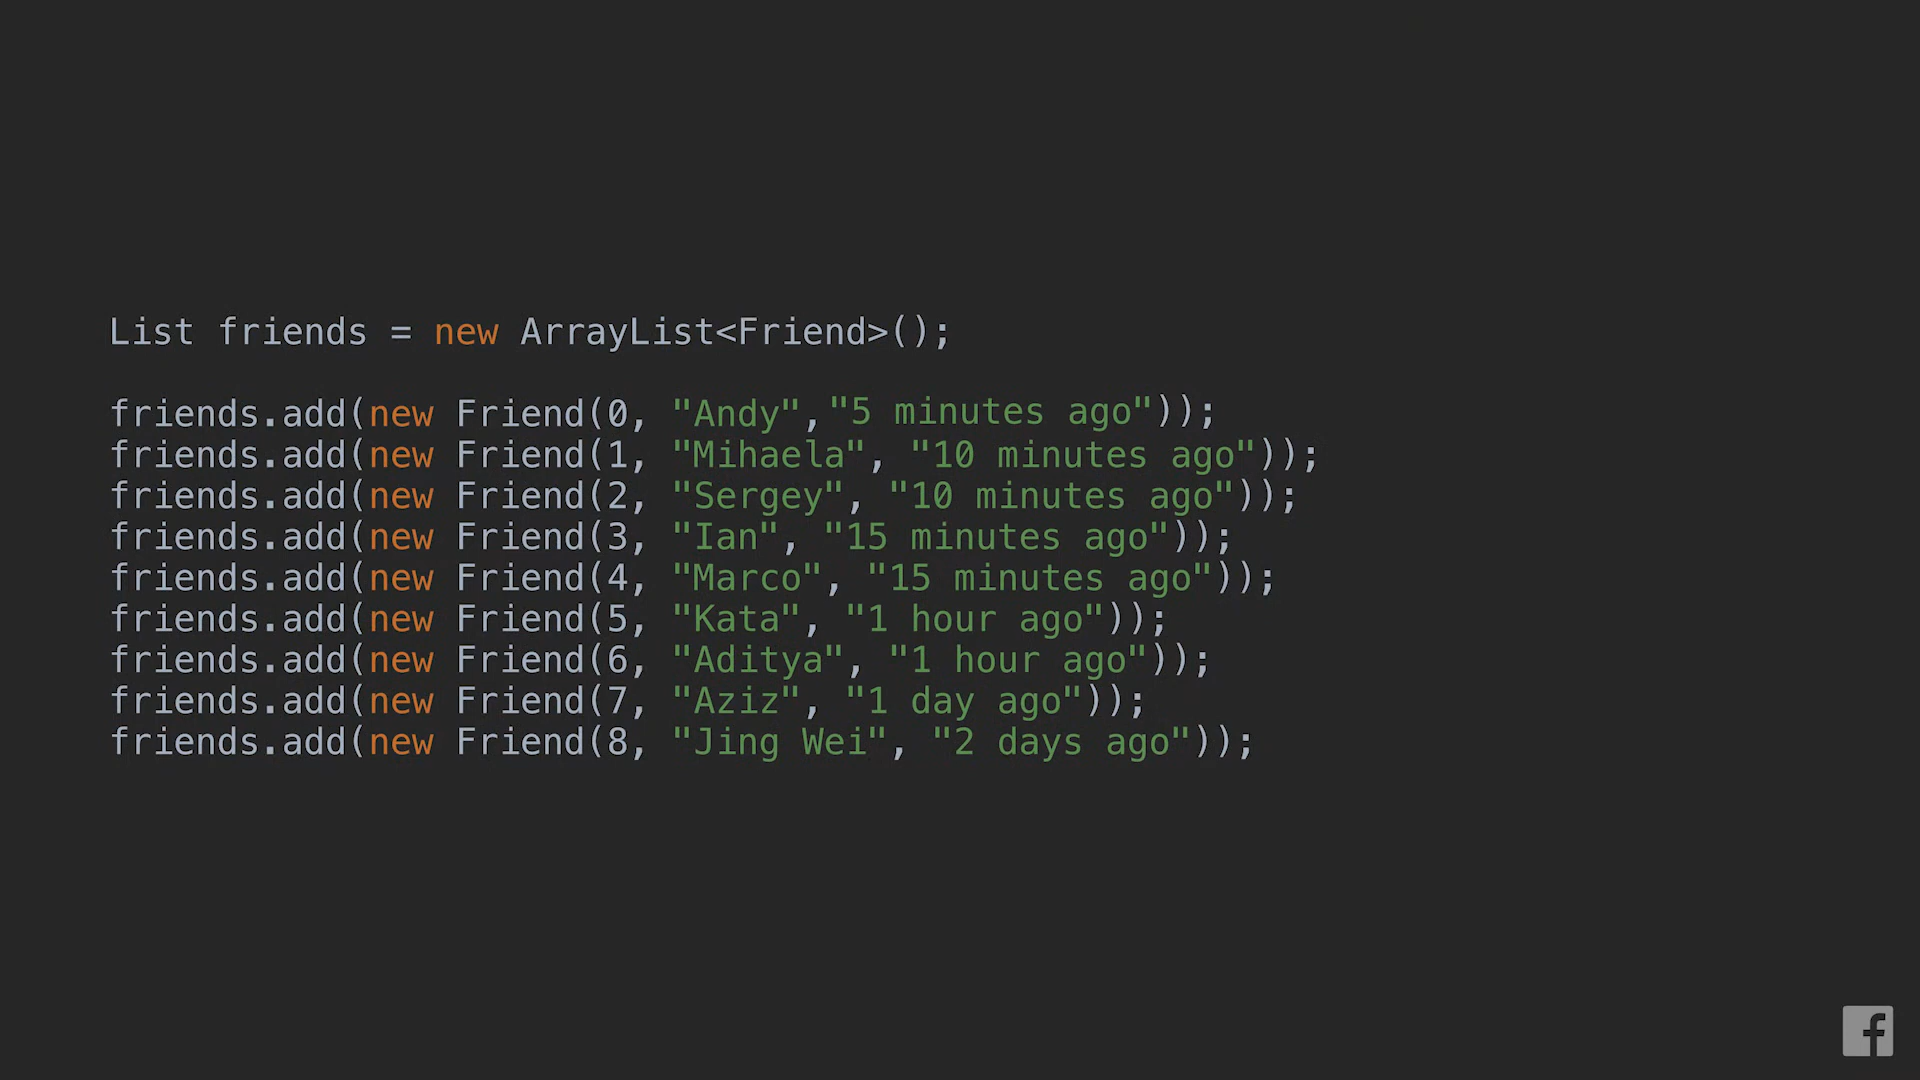 List friends = new ArrayList<Friend>();
friends.add(new Friend(0, "Andy","5 minutes ago"));
friends.add(new Friend(1, "Mihaela", "10 minutes ago"));
friends.add(new Friend(2, "Sergey", "10 minutes ago"));
friends.add(new Friend(3, "Ian", "15 minutes ago"));
friends.add(new Friend(4, "Marco", "15 minutes ago"));
friends.add(new Friend(5, "Kata", "1 hour ago"));
friends.add(new Friend(6, "Aditya", "1 hour ago"));
friends.add(new Friend(7, "Aziz", "1 day ago"));
friends.add(new Friend(8, "Jing Wei", "2 days ago"));
f